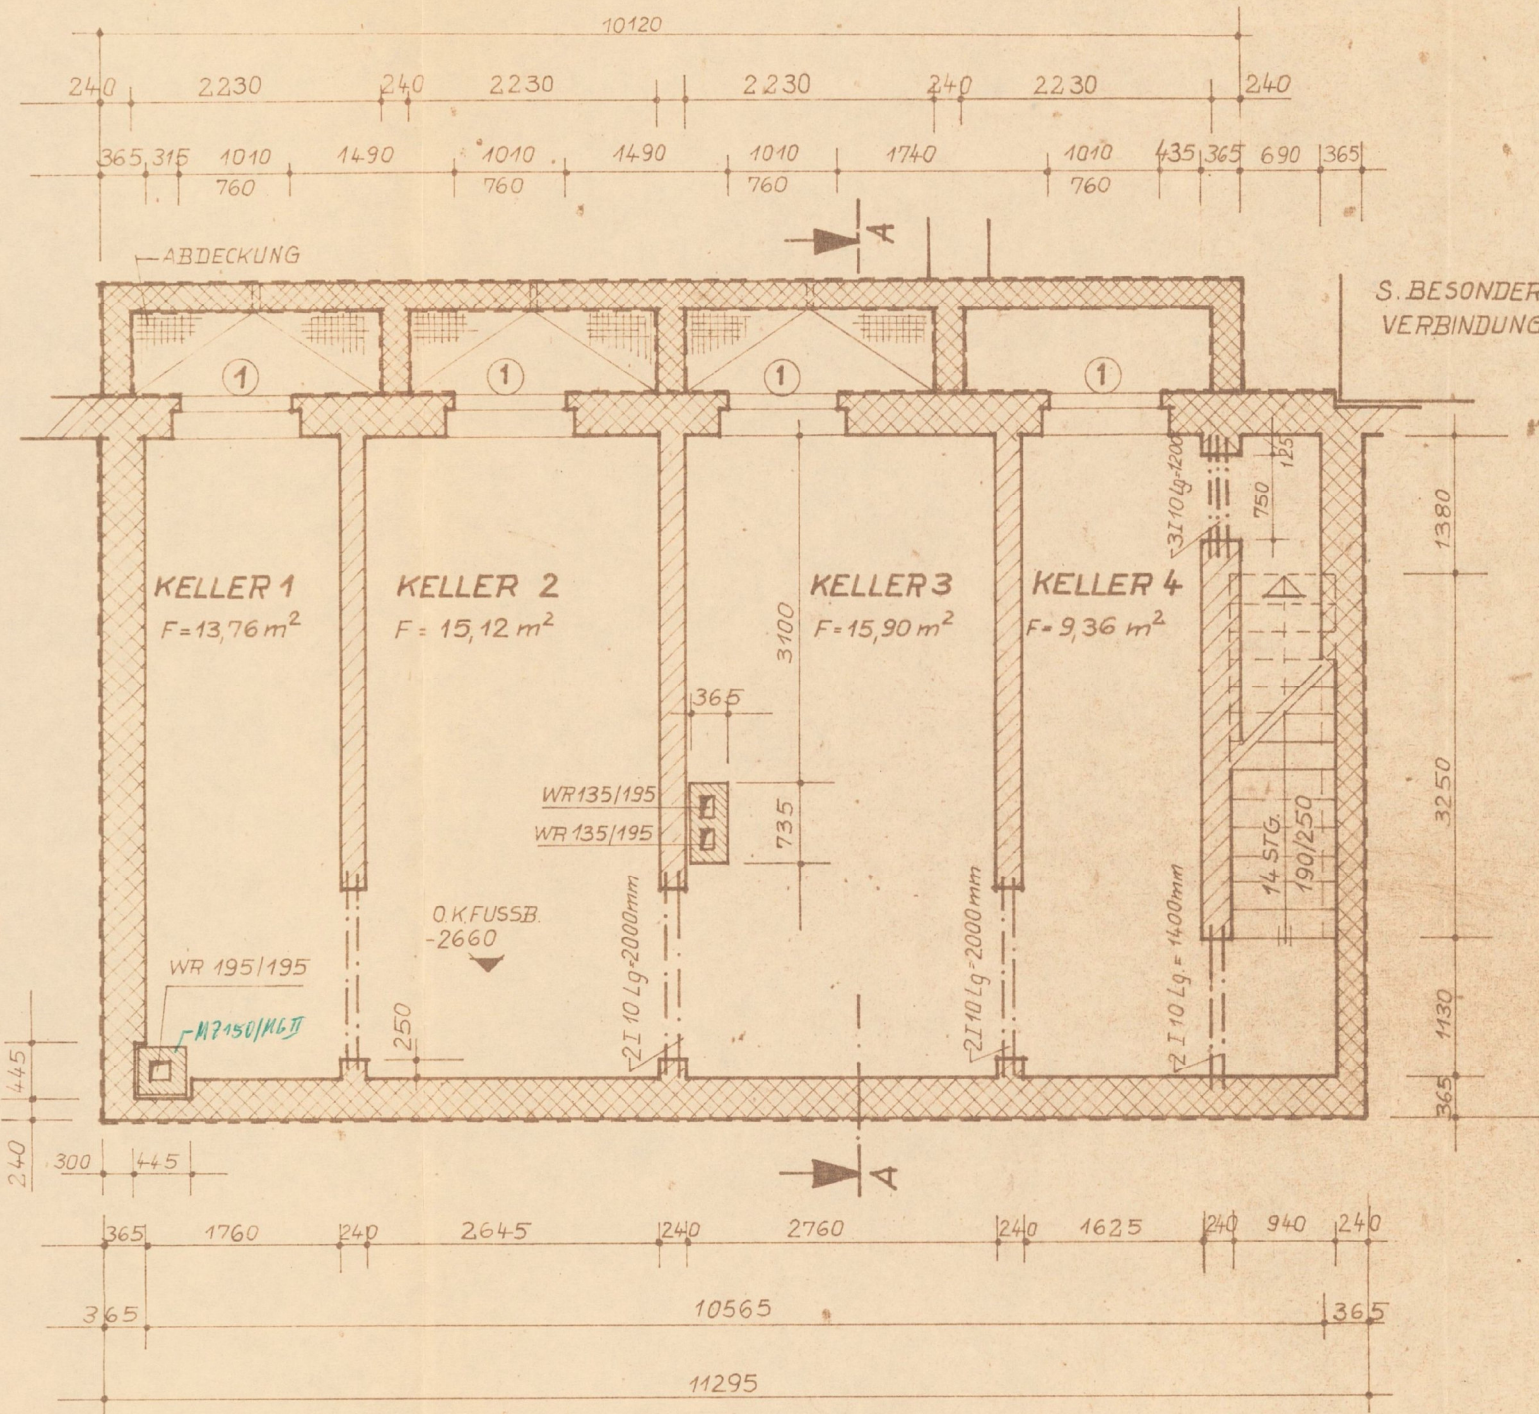 10120
240 2230 240 2230 2230 240 2230 240
365 315 1010 1490 1010 1490 1010 1740 1010 435 365 690 365
760 760 760 760
A
ABDECKUNG
S. BESONDER
VERBINDUNG
1 1 1 1
3I10 Lg=1200
125
750
1380
KELLER 1
F=13,76 m²
KELLER 2
F= 15,12 m²
KELLER 3
F=15,90 m²
KELLER 4
F=9,36 m²
3100
365
WR 135/195
WR 135/195
735
3250
14 STG.
190/250
O.K.FUSSB.
-2660
2I 10 Lg=2000mm
2I10 Lg=2000mm
2 I 10 Lg.= 1400mm
WR 195/195
MZ150/MG II
250
445
1130
365
240
300 445
A
365 1760 240 2645 240 2760 240 1625 240 940 240
365 10565 365
11295